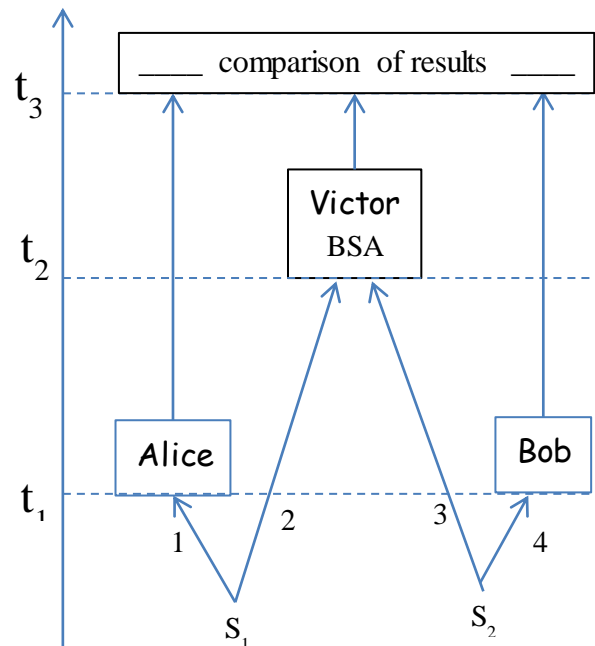 ____ comparison of results ____
t₃
Victor
BSA
t₂
Alice
Bob
t₁
1
2
3
4
S₁
S₂